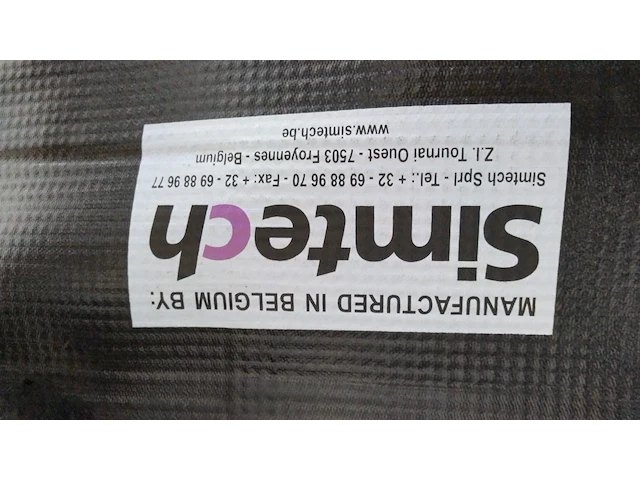 MANUFACTURED IN BELGIUM BY:
Simtech
Simtech Sprl - Tel.: + 32 - 69 88 96 70 - Fax: + 32 - 69 88 96 77
Z.I. Tournai Ouest - 7503 Froyennes - Belgium
www.simtech.be